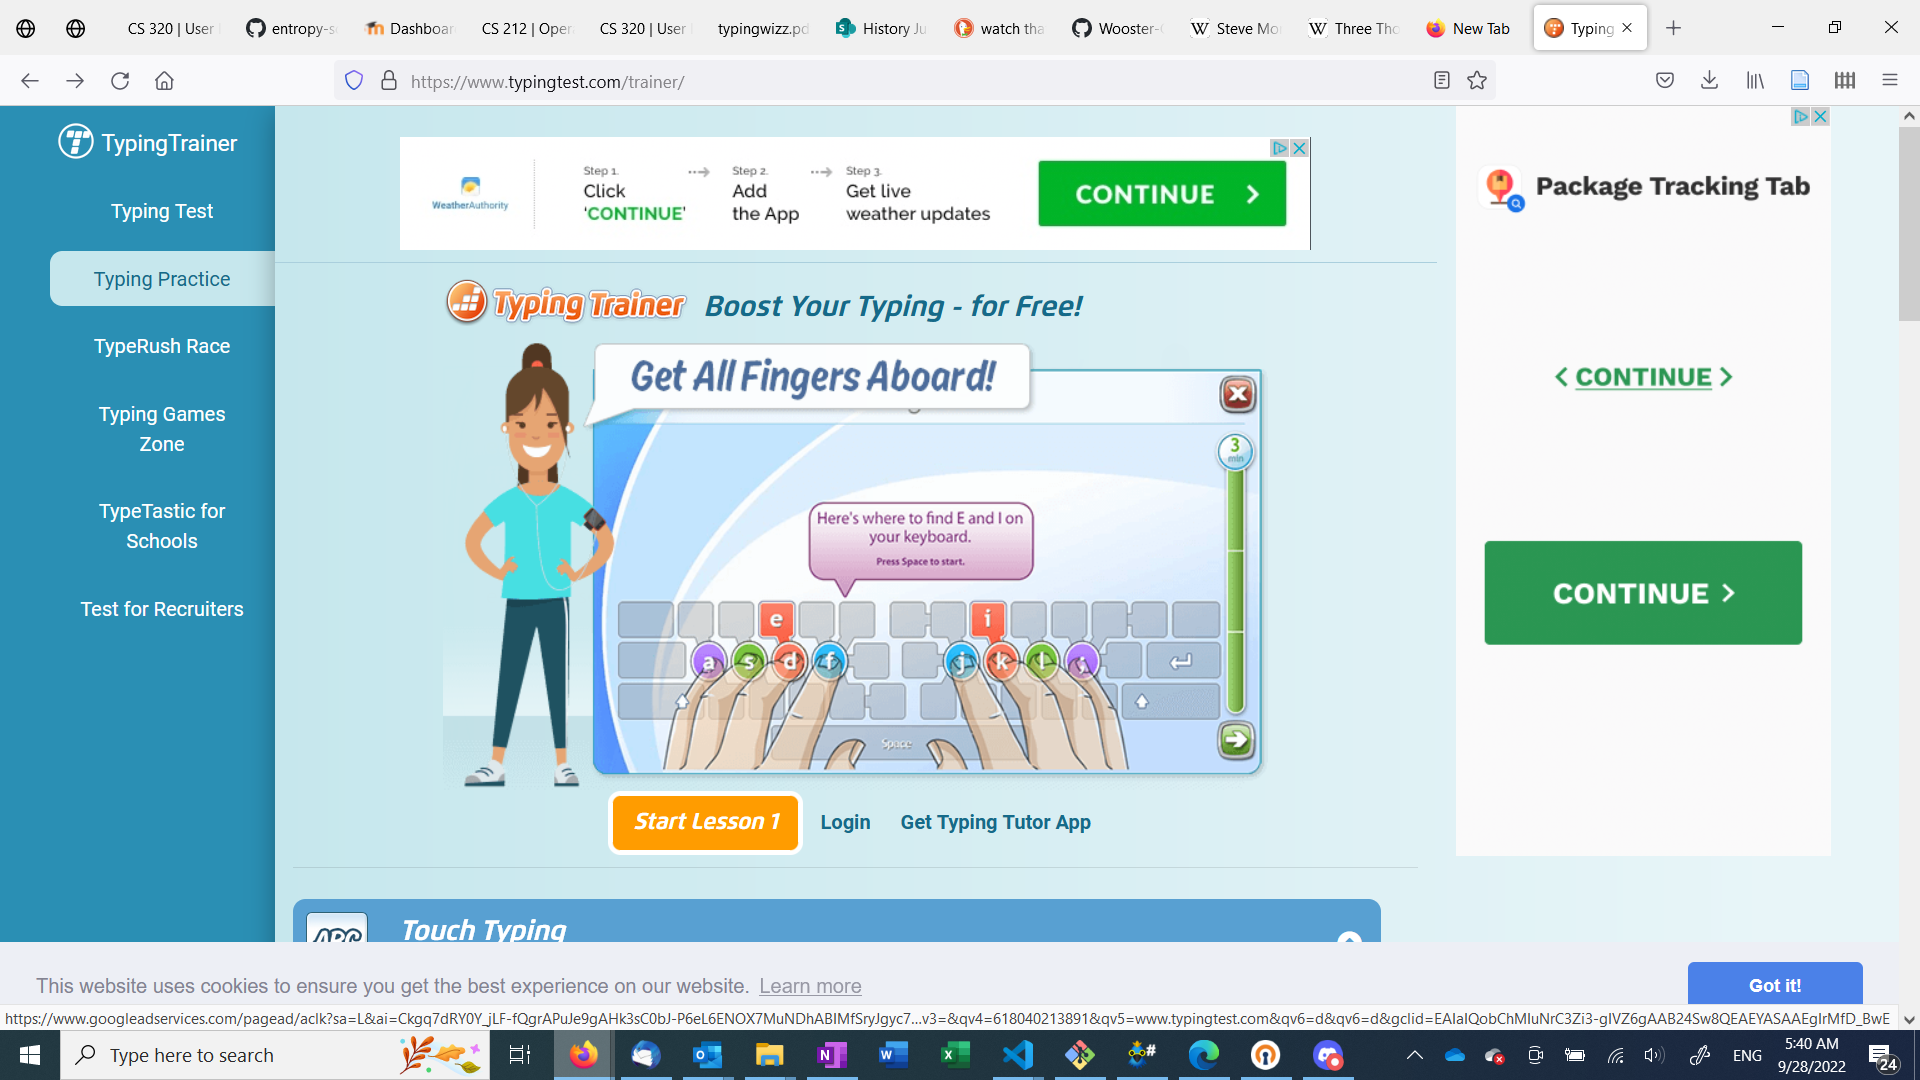 CS 320 | User
entropy-s
Dashboar
CS 212 | Oper
CS 320 | User
typingwizz.pd
History Ju
watch tha
Wooster-
Steve Mo
Three Tho
New Tab
Typing
https://www.typingtest.com/trainer/
TypingTrainer
Typing Test
Typing Practice
TypeRush Race
Typing Games
Zone
TypeTastic for
Schools
Test for Recruiters
WeatherAuthority
Step 1.
Click
'CONTINUE'
Step 2.
Add
the App
Step 3.
Get live
weather updates
CONTINUE
Typing Trainer
Boost Your Typing - for Free!
Get All Fingers Aboard!
3
min
Here's where to find E and I on
your keyboard.
Press Space to start.
e i
a s d f j k l ;
Space
Start Lesson 1
Login
Get Typing Tutor App
Package Tracking Tab
CONTINUE
CONTINUE
ABC
Touch Typing
This website uses cookies to ensure you get the best experience on our website. Learn more
Got it!
https://www.googleadservices.com/pagead/aclk?sa=L&ai=Ckgq7dRY0Y_jLF-fQgrAPuJe9gAHk3sC0bJ-P6eL6ENOX7MuNDhABIMfSryJgyc7...v3=&qv4=618040213891&qv5=www.typingtest.com&qv6=d&qv6=d&gclid=EAIaIQobChMIuNrC3Zi3-gIVZ6gAAB24Sw8QEAEYASAAEgIrMfD_BwE
Type here to search
ENG
5:40 AM
9/28/2022
24